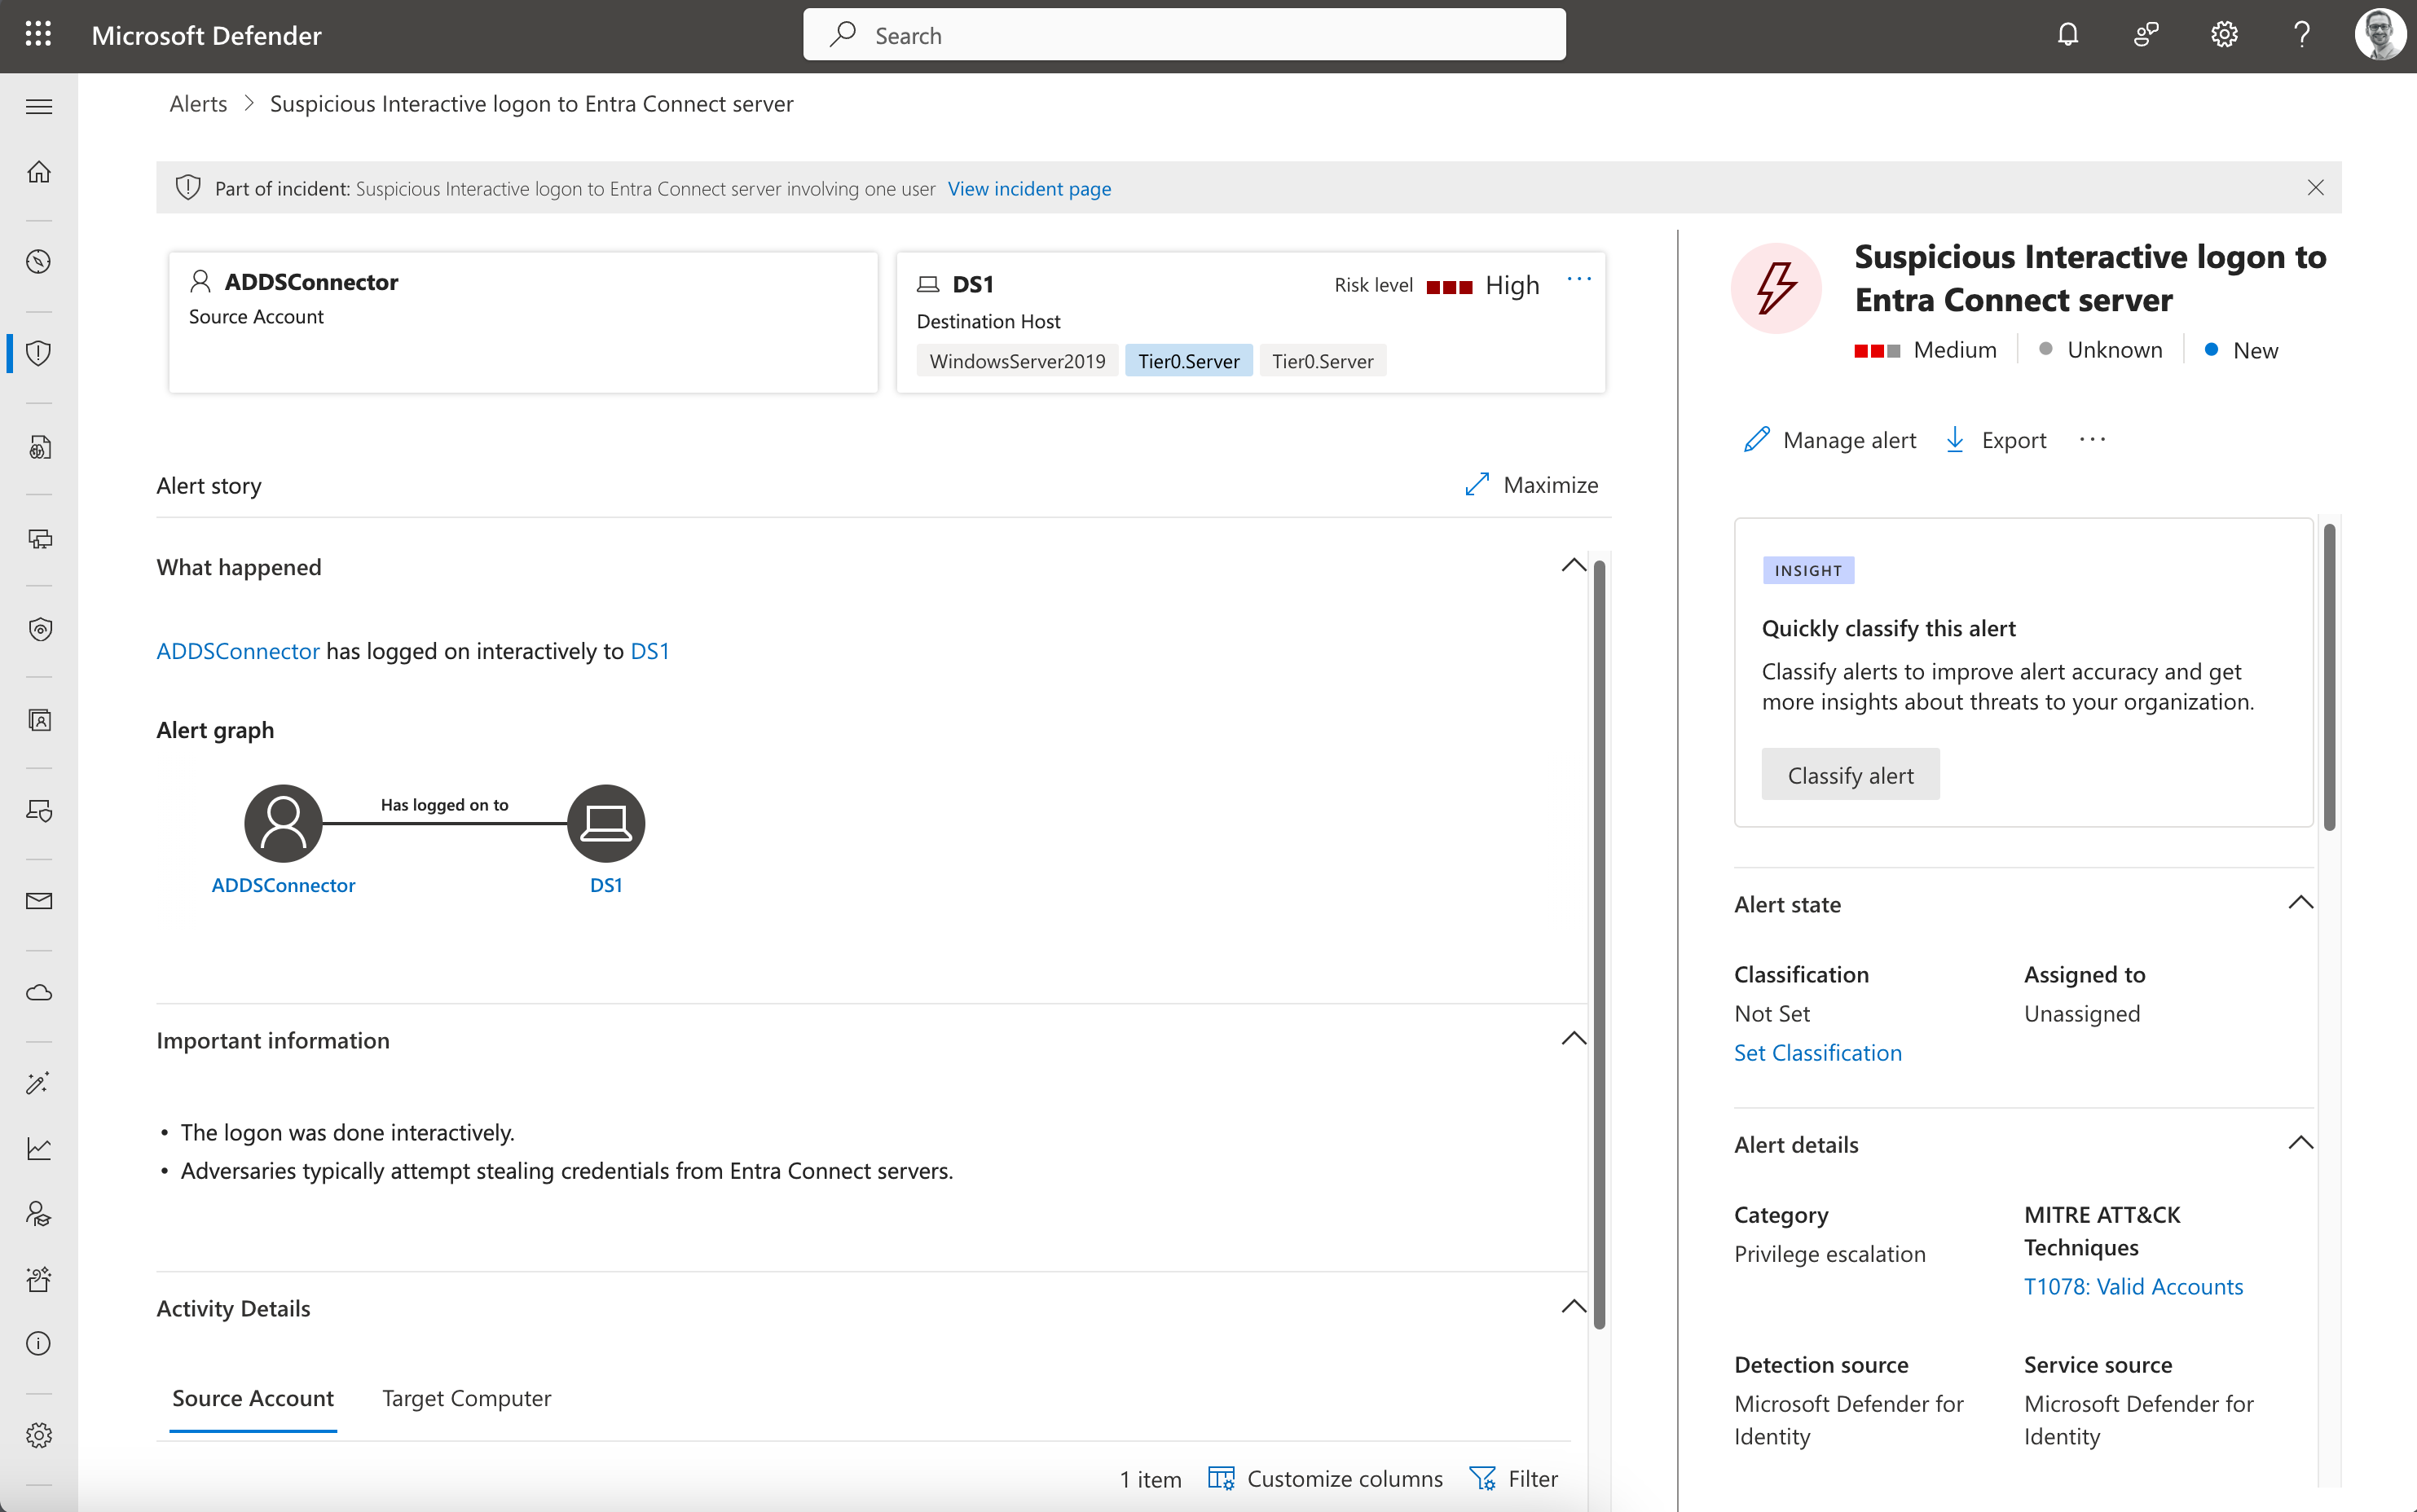 Microsoft Defender
Search
Alerts > Suspicious Interactive logon to Entra Connect server
Part of incident: Suspicious Interactive logon to Entra Connect server involving one user View incident page
ADDSConnector
Source Account
DS1
Risk level High
Destination Host
WindowsServer2019 Tier0.Server Tier0.Server
Alert story
Maximize
What happened
ADDSConnector has logged on interactively to DS1
Alert graph
Has logged on to
ADDSConnector
DS1
Important information
• The logon was done interactively.
• Adversaries typically attempt stealing credentials from Entra Connect servers.
Activity Details
Source Account
Target Computer
1 item
Customize columns
Filter
Suspicious Interactive logon to
Entra Connect server
Medium
Unknown
New
Manage alert
Export
INSIGHT
Quickly classify this alert
Classify alerts to improve alert accuracy and get
more insights about threats to your organization.
Classify alert
Alert state
Classification
Not Set
Set Classification
Assigned to
Unassigned
Alert details
Category
Privilege escalation
MITRE ATT&CK
Techniques
T1078: Valid Accounts
Detection source
Microsoft Defender for
Identity
Service source
Microsoft Defender for
Identity